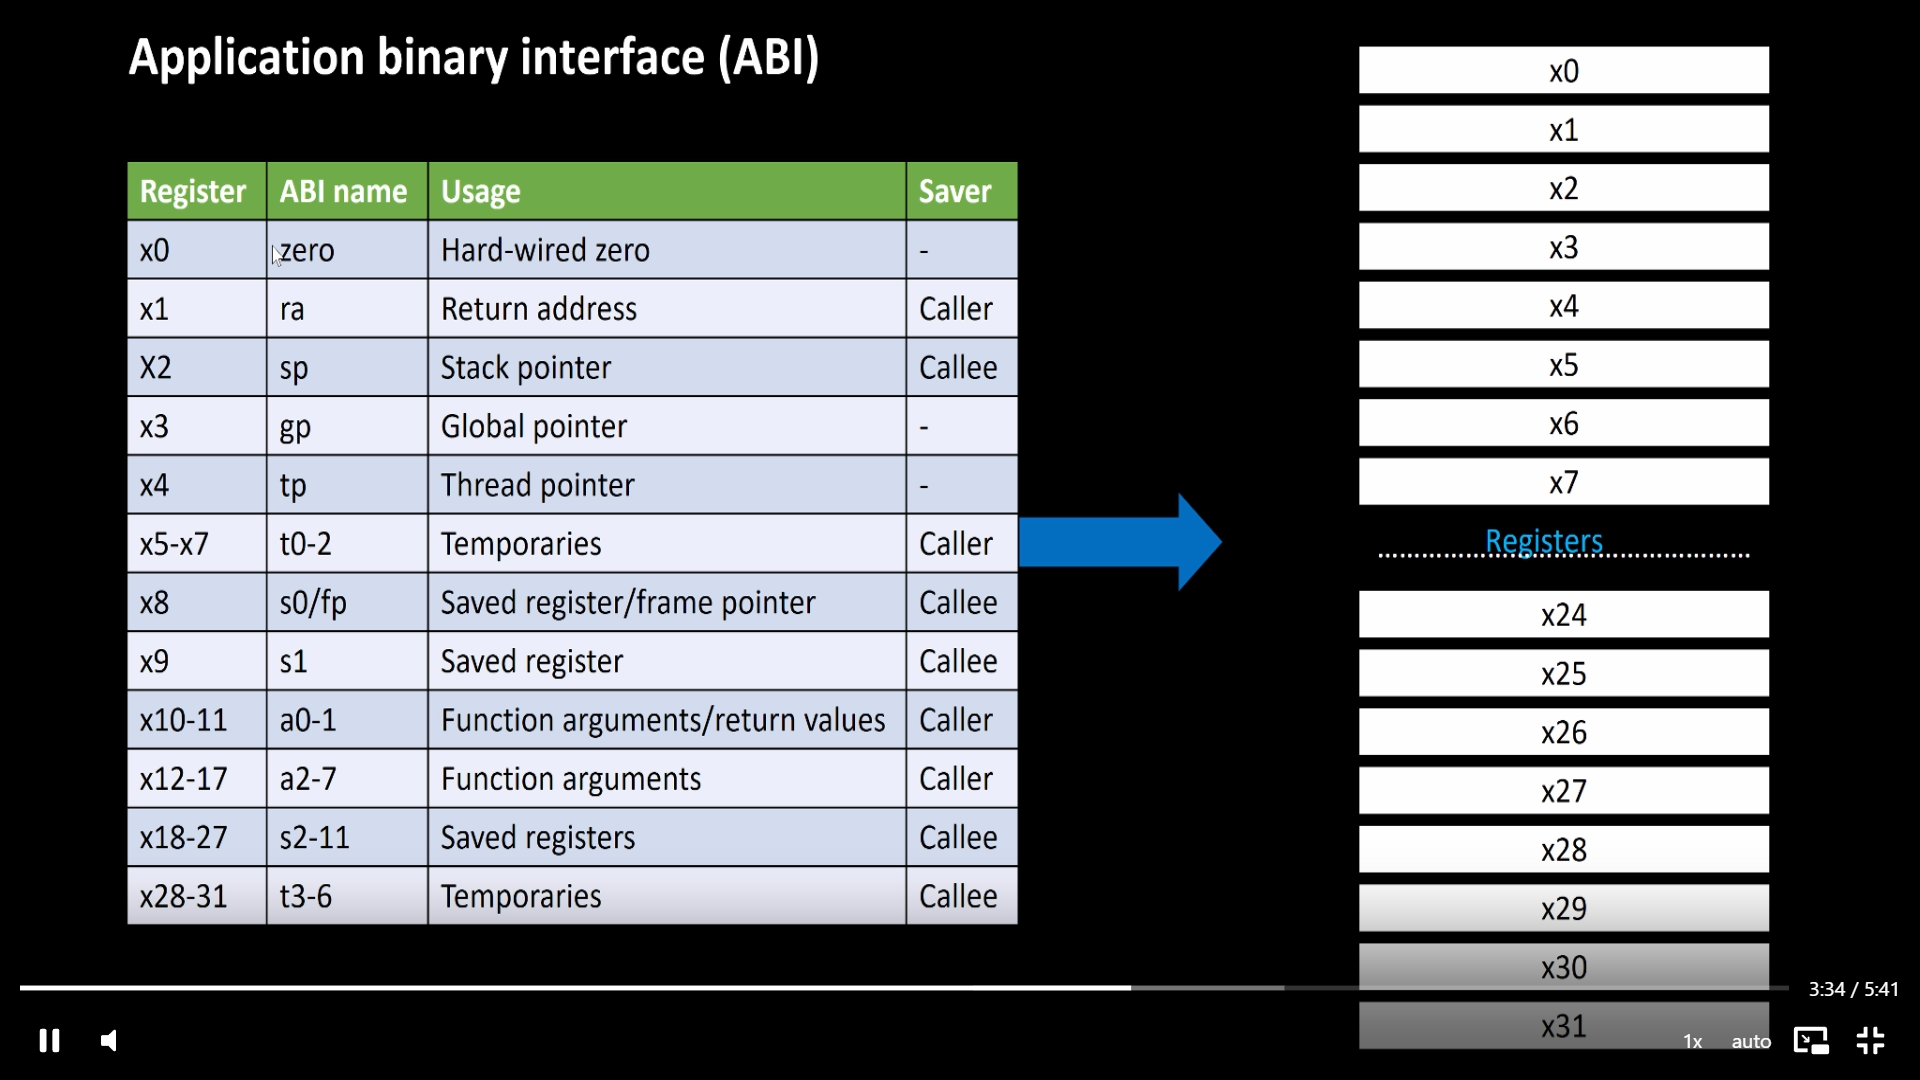 Application binary interface (ABI)
Register ABI name Usage Saver
x0 zero Hard-wired zero -
x1 ra Return address Caller
X2 sp Stack pointer Callee
x3 gp Global pointer -
x4 tp Thread pointer -
x5-x7 t0-2 Temporaries Caller
x8 s0/fp Saved register/frame pointer Callee
x9 s1 Saved register Callee
x10-11 a0-1 Function arguments/return values Caller
x12-17 a2-7 Function arguments Caller
x18-27 s2-11 Saved registers Callee
x28-31 t3-6 Temporaries Callee
x0
x1
x2
x3
x4
x5
x6
x7
Registers
x24
x25
x26
x27
x28
x29
x30
x31
3:34 / 5:41
1x auto